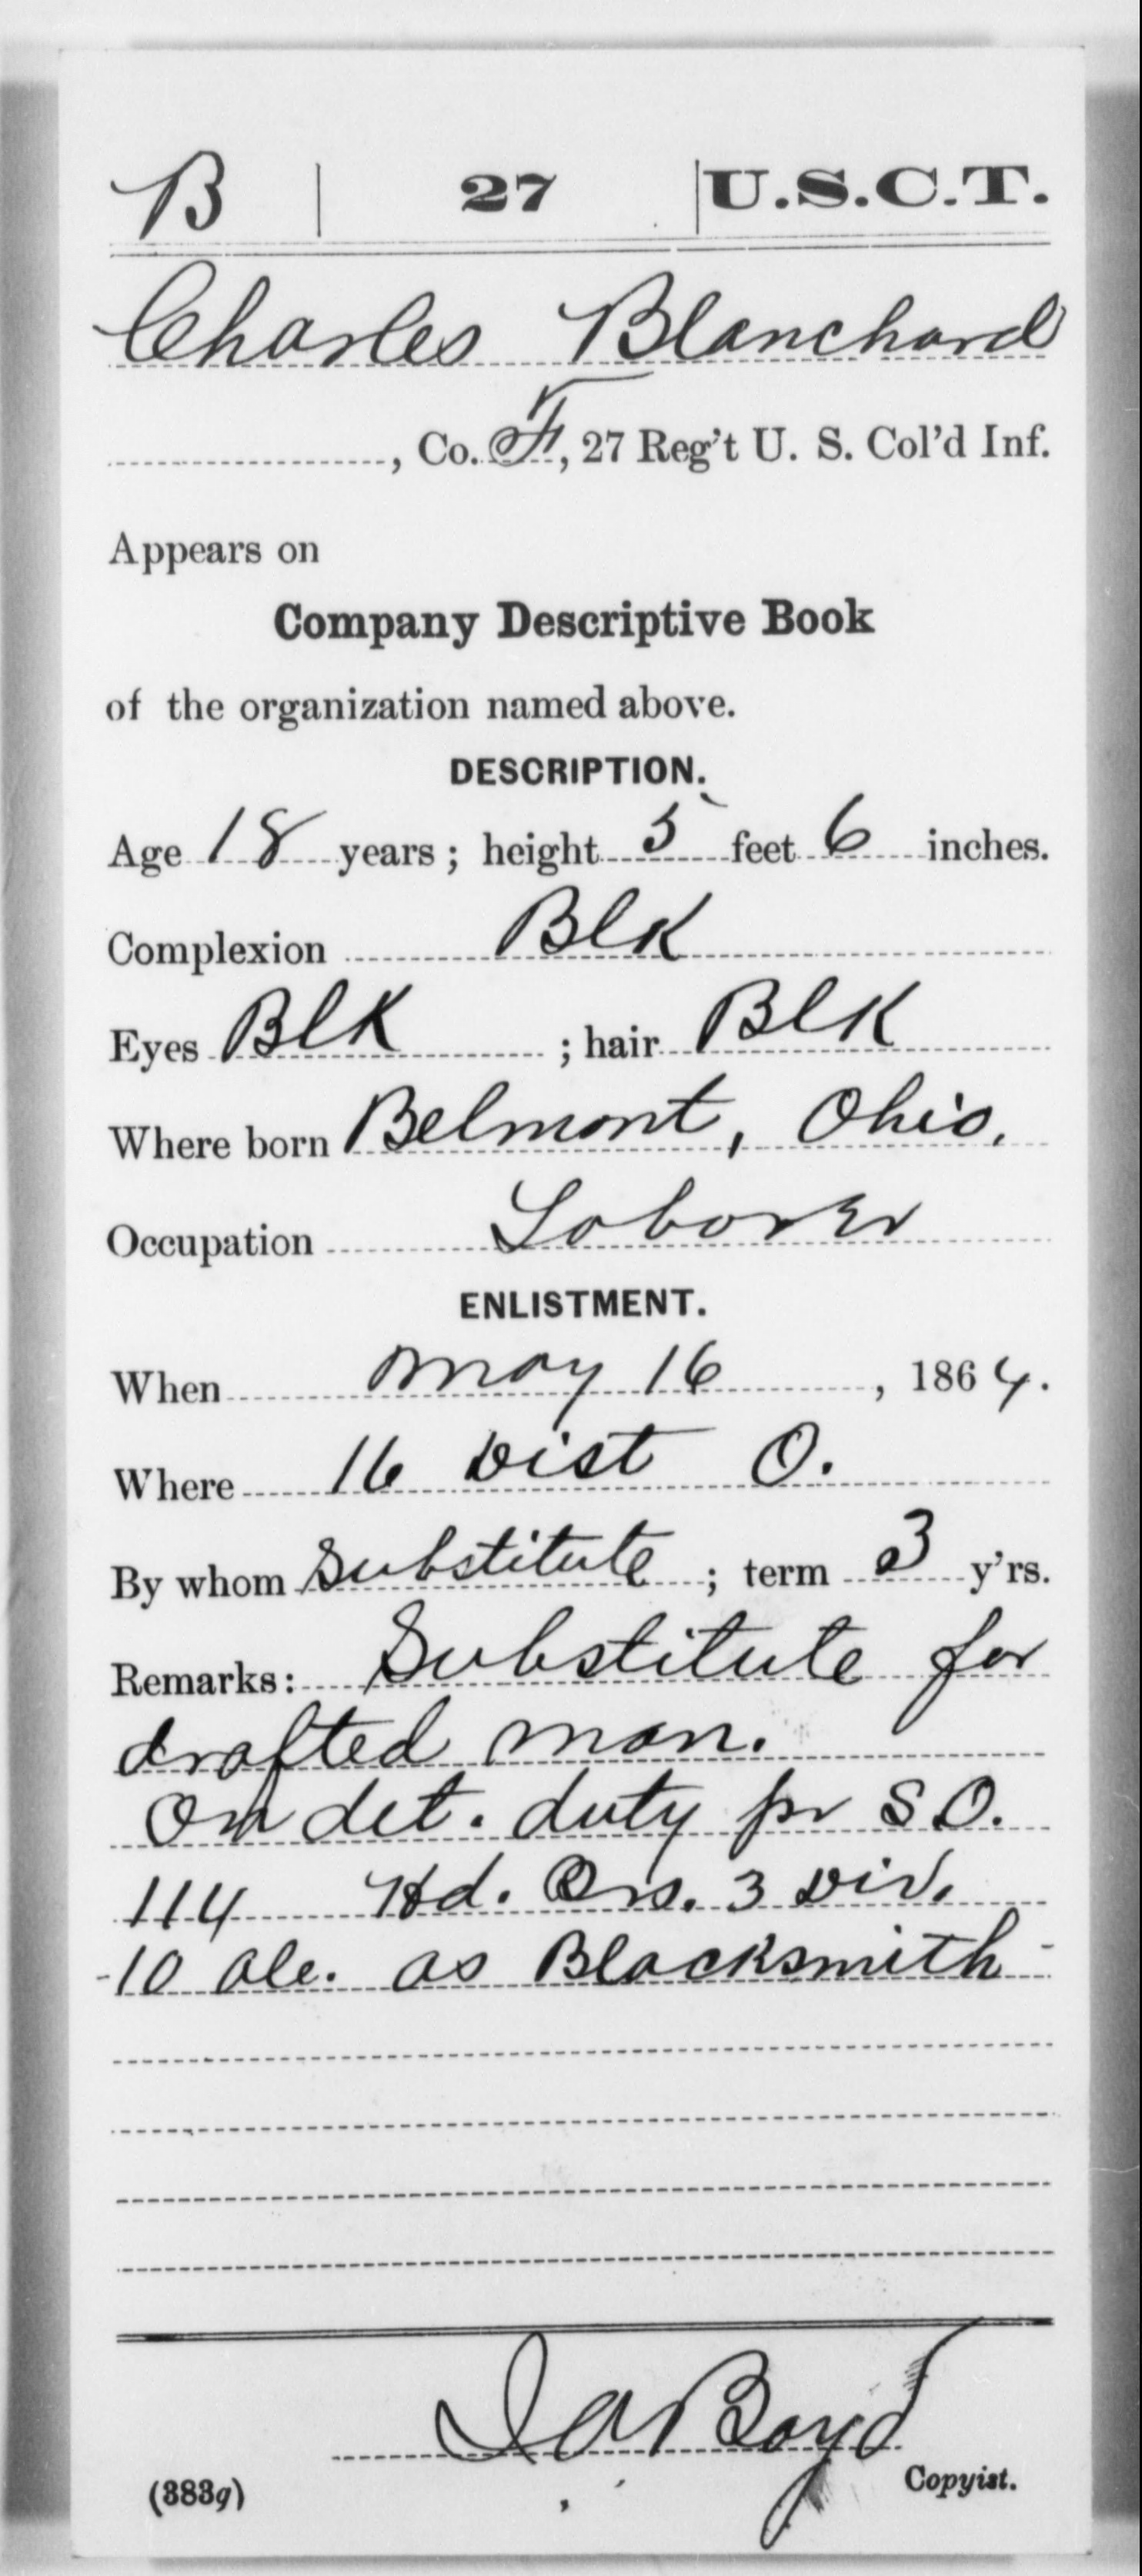 B | 27 | U.S.C.T.
Charles Blanchard
, Co. F, 27 Reg't U. S. Col'd Inf.
Appears on
Company Descriptive Book
of the organization named above.
DESCRIPTION.
Age 18 years; height 5 feet 6 inches.
Complexion Blk
Eyes Blk ; hair Blk
Where born Belmont, Ohio.
Occupation Laborer
ENLISTMENT.
When May 16, 1864.
Where 16 Dist O.
By whom Substitute; term 3 y'rs.
Remarks: Substitute for
drafted man.
On det. duty pr S.O.
114 Hd. Qrs. 3 Div.
10 as Blacksmith
Boyd
(383g) Copyist.